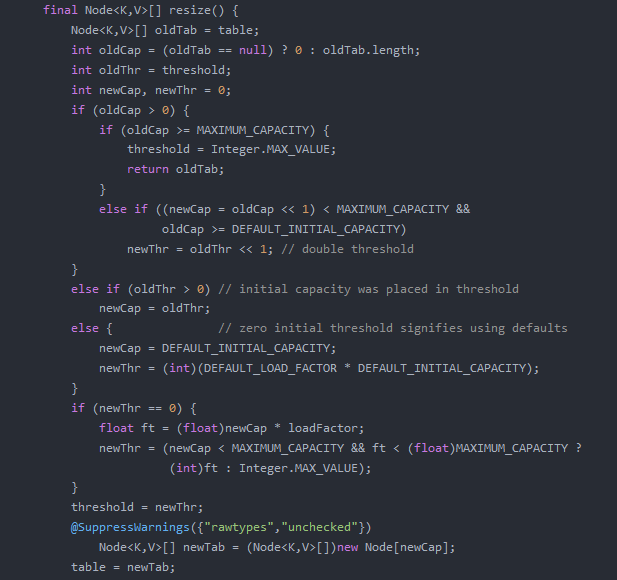 final Node<K,V>[] resize() {
    Node<K,V>[] oldTab = table;
    int oldCap = (oldTab == null) ? 0 : oldTab.length;
    int oldThr = threshold;
    int newCap, newThr = 0;
    if (oldCap > 0) {
        if (oldCap >= MAXIMUM_CAPACITY) {
            threshold = Integer.MAX_VALUE;
            return oldTab;
        }
        else if ((newCap = oldCap << 1) < MAXIMUM_CAPACITY &&
                 oldCap >= DEFAULT_INITIAL_CAPACITY)
            newThr = oldThr << 1; // double threshold
    }
    else if (oldThr > 0) // initial capacity was placed in threshold
        newCap = oldThr;
    else {               // zero initial threshold signifies using defaults
        newCap = DEFAULT_INITIAL_CAPACITY;
        newThr = (int)(DEFAULT_LOAD_FACTOR * DEFAULT_INITIAL_CAPACITY);
    }
    if (newThr == 0) {
        float ft = (float)newCap * loadFactor;
        newThr = (newCap < MAXIMUM_CAPACITY && ft < (float)MAXIMUM_CAPACITY ?
                  (int)ft : Integer.MAX_VALUE);
    }
    threshold = newThr;
    @SuppressWarnings({"rawtypes","unchecked"})
        Node<K,V>[] newTab = (Node<K,V>[])new Node[newCap];
    table = newTab;